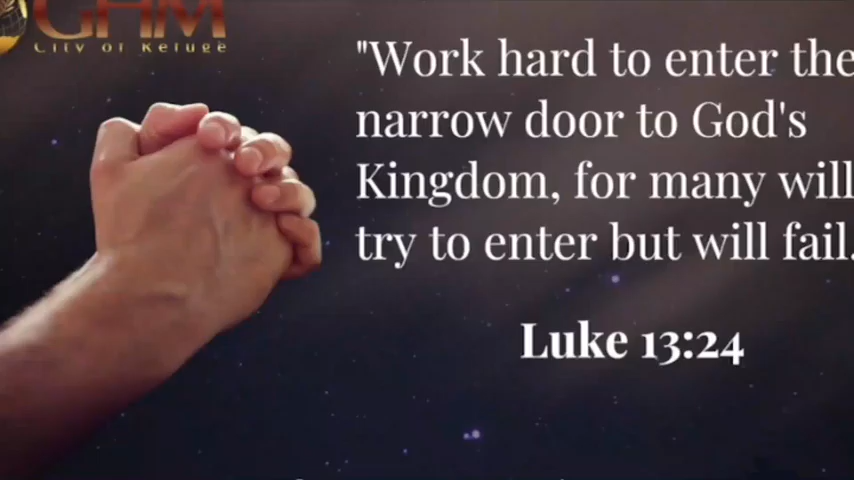 GHM
City of Refuge
"Work hard to enter the
narrow door to God's
Kingdom, for many will
try to enter but will fail.
Luke 13:24